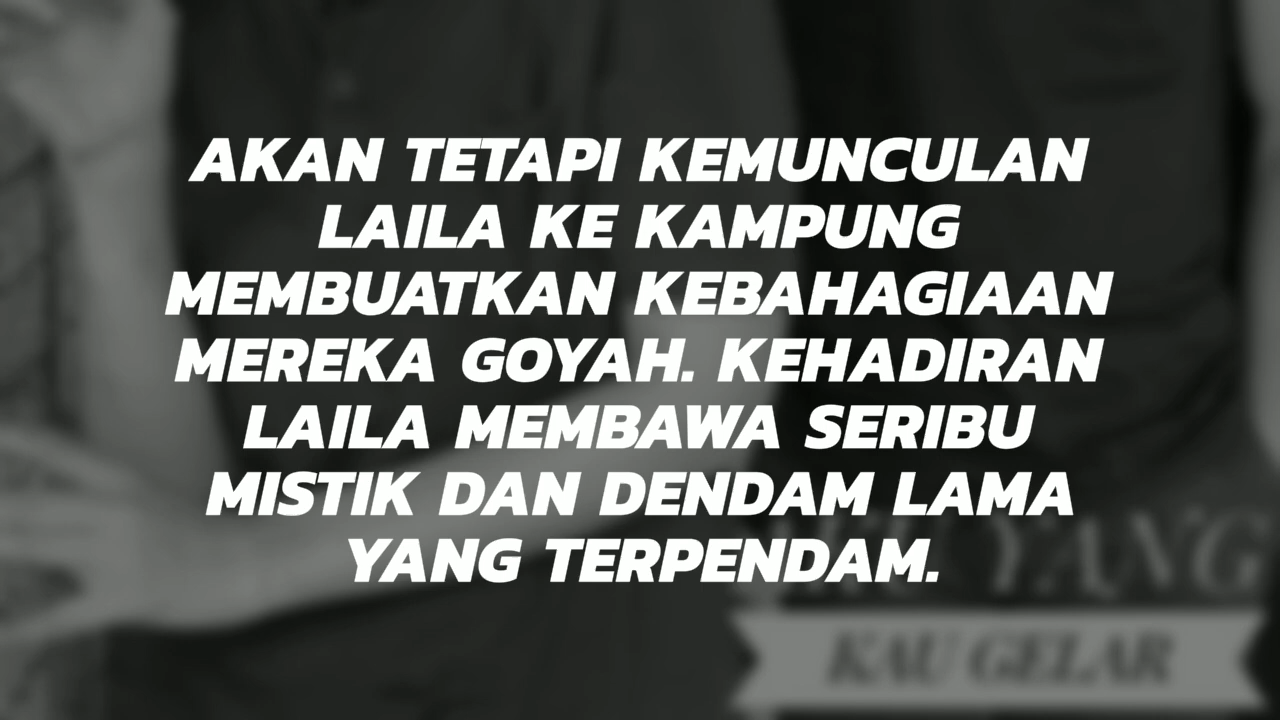 AKAN TETAPI KEMUNCULAN
LAILA KE KAMPUNG
MEMBUATKAN KEBAHAGIAAN
MEREKA GOYAH. KEHADIRAN
LAILA MEMBAWA SERIBU
MISTIK DAN DENDAM LAMA
YANG TERPENDAM.
YANG
KAU GELAR